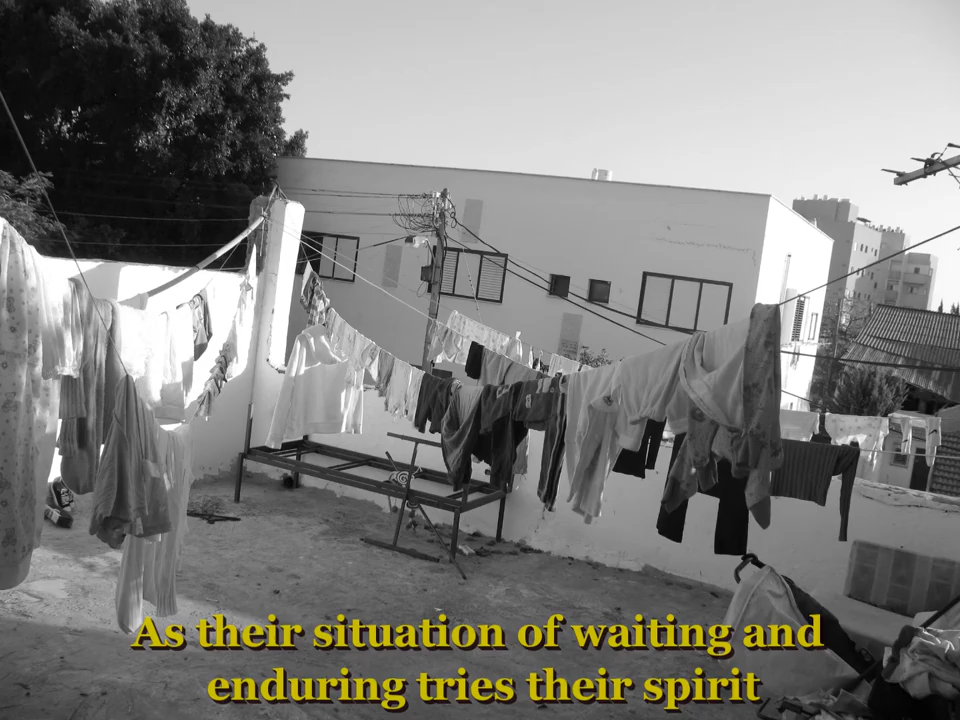 As their situation of waiting and
enduring tries their spirit